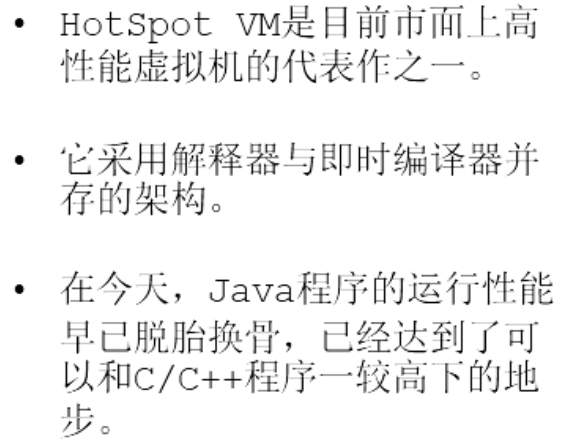 • HotSpot VM是目前市面上高
性能虚拟机的代表作之一。
• 它采用解释器与即时编译器并
存的架构。
• 在今天，Java程序的运行性能
早已脱胎换骨，已经达到了可
以和C/C++程序一较高下的地
步。